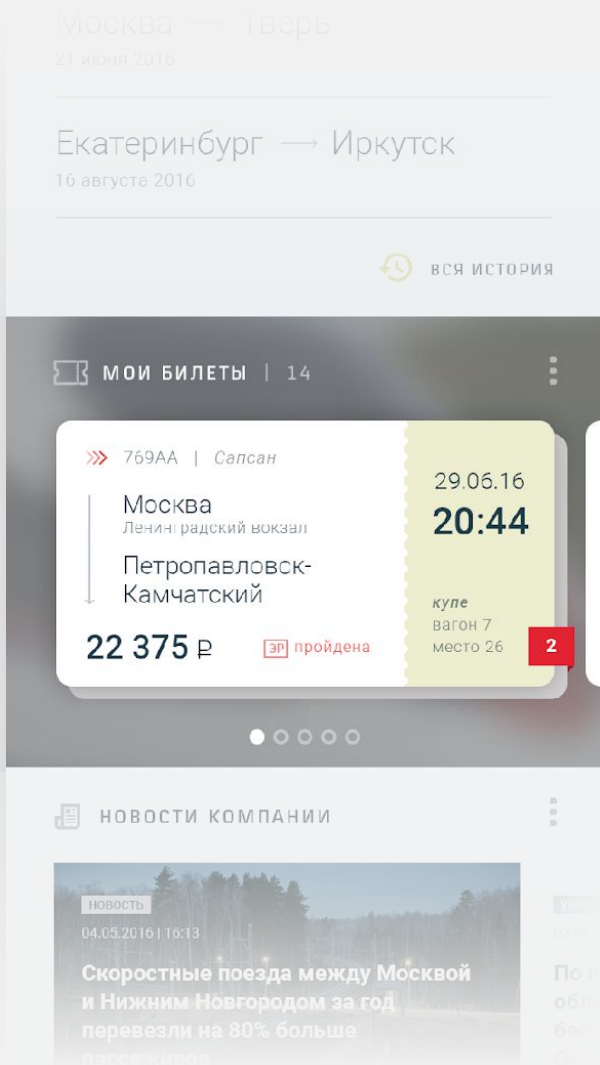 Москва → Тверь
21 июня 2016
Екатеринбург → Иркутск
16 августа 2016
ВСЯ ИСТОРИЯ
МОИ БИЛЕТЫ | 14
769АА | Сапсан
Москва
Ленинградский вокзал
Петропавловск-
Камчатский
22 375 ₽
ЭР пройдена
29.06.16
20:44
купе
вагон 7
место 26
2
НОВОСТИ КОМПАНИИ
НОВОСТЬ
04.05.2016 | 16:13
Скоростные поезда между Москвой
и Нижним Новгородом за год
перевезли на 80% больше
пассажиров
По